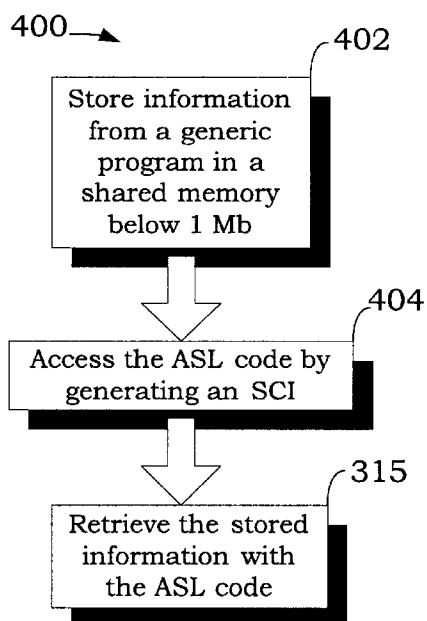 400
402
Store information
from a generic
program in a
shared memory
below 1 Mb
404
Access the ASL code by
generating an SCI
315
Retrieve the stored
information with
the ASL code